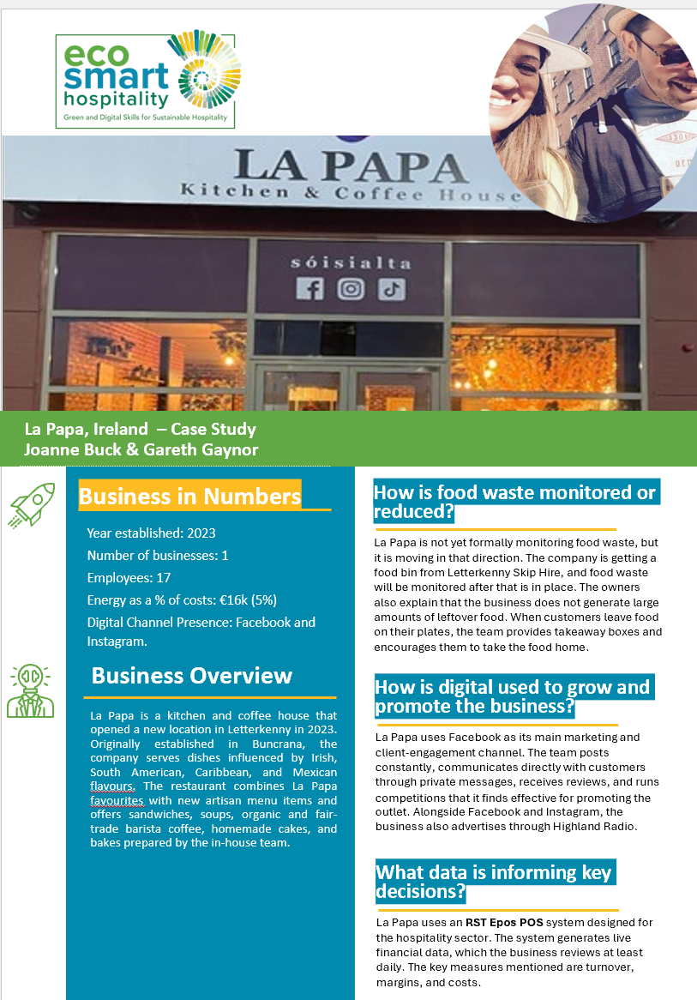 eco
smart
hospitality
Green and Digital Skills for Sustainable Hospitality
LA PAPA
Kitchen & Coffee House
sóisialta
La Papa, Ireland – Case Study
Joanne Buck & Gareth Gaynor
Business in Numbers
Year established: 2023
Number of businesses: 1
Employees: 17
Energy as a % of costs: €16k (5%)
Digital Channel Presence: Facebook and
Instagram.
Business Overview
La Papa is a kitchen and coffee house that
opened a new location in Letterkenny in 2023.
Originally established in Buncrana, the
company serves dishes influenced by Irish,
South American, Caribbean, and Mexican
flavours. The restaurant combines La Papa
favourites with new artisan menu items and
offers sandwiches, soups, organic and fair-
trade barista coffee, homemade cakes, and
bakes prepared by the in-house team.
How is food waste monitored or
reduced?
La Papa is not yet formally monitoring food waste, but
it is moving in that direction. The company is getting a
food bin from Letterkenny Skip Hire, and food waste
will be monitored after that is in place. The owners
also explain that the business does not generate large
amounts of leftover food. When customers leave food
on their plates, the team provides takeaway boxes and
encourages them to take the food home.
How is digital used to grow and
promote the business?
La Papa uses Facebook as its main marketing and
client-engagement channel. The team posts
constantly, communicates directly with customers
through private messages, receives reviews, and runs
competitions that it finds effective for promoting the
outlet. Alongside Facebook and Instagram, the
business also advertises through Highland Radio.
What data is informing key
decisions?
La Papa uses an RST Epos POS system designed for
the hospitality sector. The system generates live
financial data, which the business reviews at least
daily. The key measures mentioned are turnover,
margins, and costs.